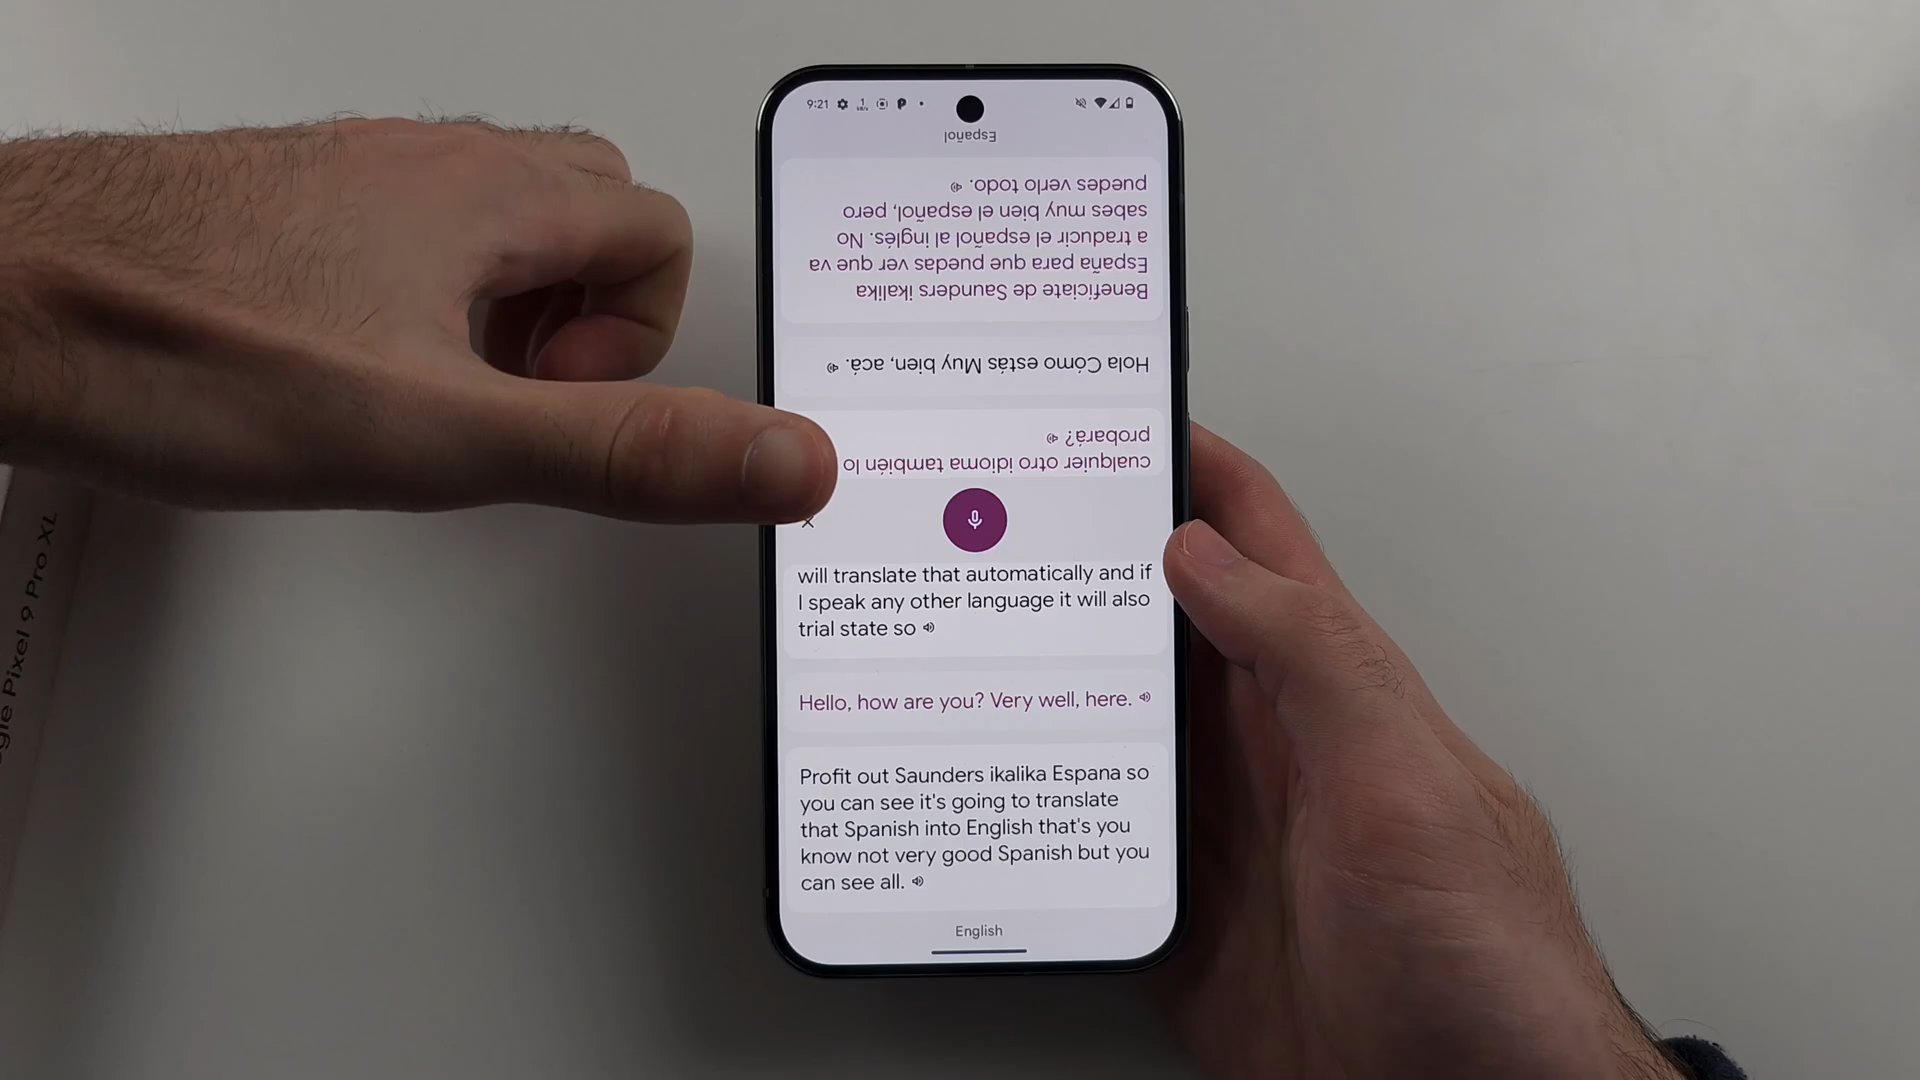 9:21
Español
Benefíciate de Saunders ikalika
España para que puedas ver que va
a traducir el español al inglés. No
sabes muy bien el español, pero
puedes verlo todo.
Hola Cómo estás Muy bien, acá.
cualquier otro idioma también lo
probará?
will translate that automatically and if
I speak any other language it will also
trial state so
Hello, how are you? Very well, here.
Profit out Saunders ikalika Espana so
you can see it's going to translate
that Spanish into English that's you
know not very good Spanish but you
can see all.
English
gle Pixel 9 Pro XL